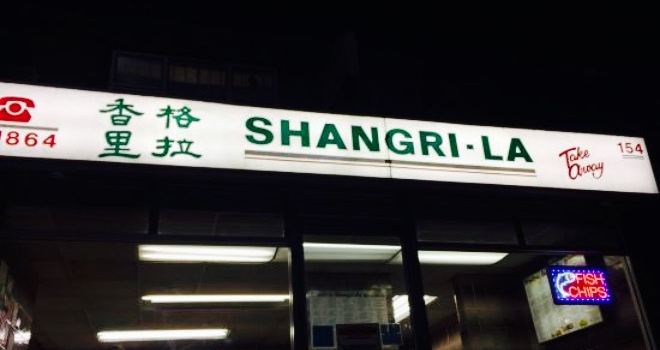 1864
香格
里拉
SHANGRI-LA
Take
Away
154
FISH
CHIPS